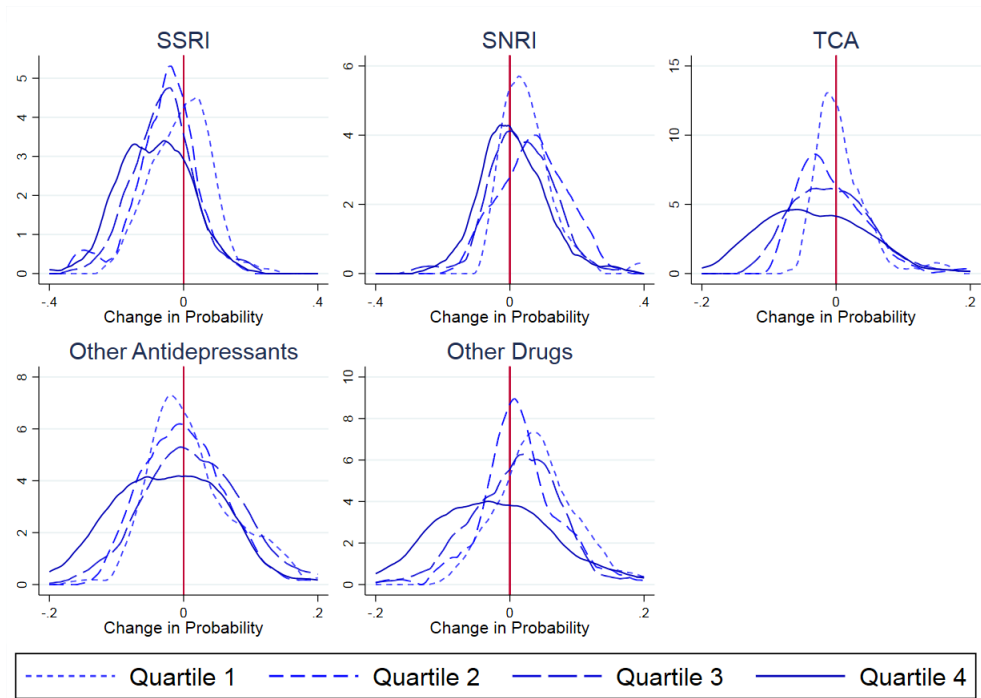 SSRI
5
4
3
2
1
0
-.4 0 .4
Change in Probability
SNRI
6
4
2
0
-.4 0 .4
Change in Probability
TCA
15
10
5
0
-.2 0 .2
Change in Probability
Other Antidepressants
8
6
4
2
0
-.2 0 .2
Change in Probability
Other Drugs
10
8
6
4
2
0
-.2 0 .2
Change in Probability
Quartile 1 Quartile 2 Quartile 3 Quartile 4